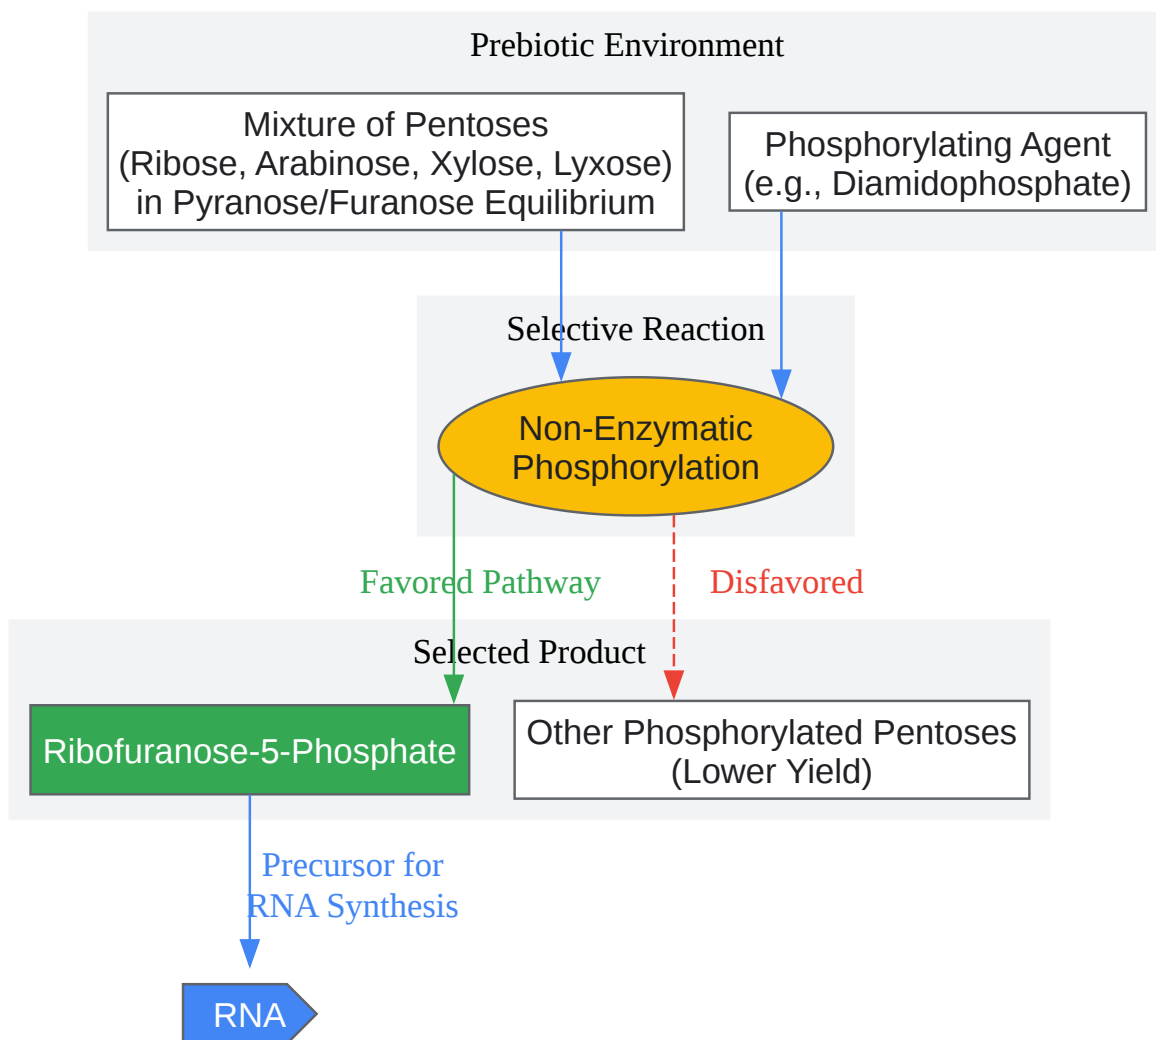 Prebiotic Environment
Mixture of Pentoses
(Ribose, Arabinose, Xylose, Lyxose)
in Pyranose/Furanose Equilibrium
Phosphorylating Agent
(e.g., Diamidophosphate)
Selective Reaction
Non-Enzymatic
Phosphorylation
Favored Pathway
Disfavored
Selected Product
Ribofuranose-5-Phosphate
Other Phosphorylated Pentoses
(Lower Yield)
Precursor for
RNA Synthesis
RNA